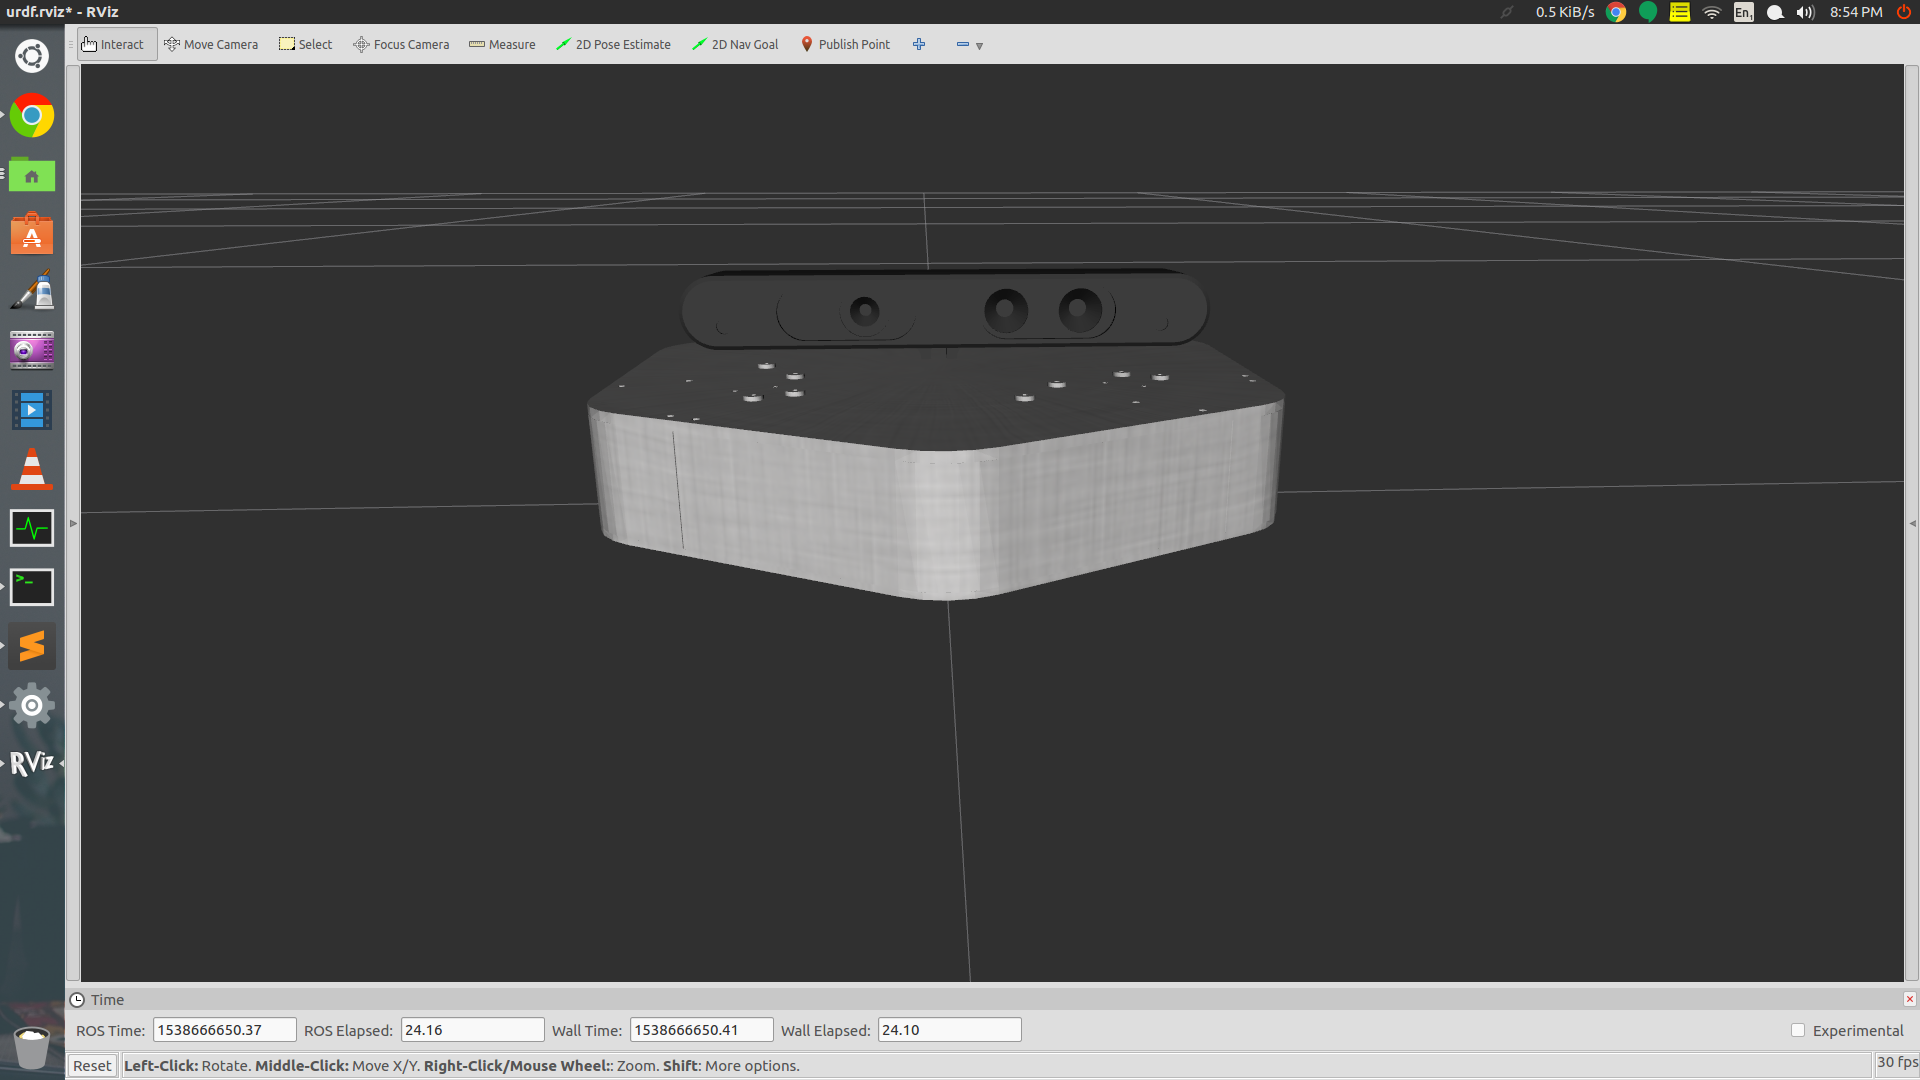 urdf.rviz* - RViz
0.5 KiB/s
En1
8:54 PM
Interact
Move Camera
Select
Focus Camera
Measure
2D Pose Estimate
2D Nav Goal
Publish Point
>_
RViz
Time
ROS Time: 1538666650.37
ROS Elapsed: 24.16
Wall Time: 1538666650.41
Wall Elapsed: 24.10
Experimental
Reset
Left-Click: Rotate. Middle-Click: Move X/Y. Right-Click/Mouse Wheel:: Zoom. Shift: More options.
30 fps